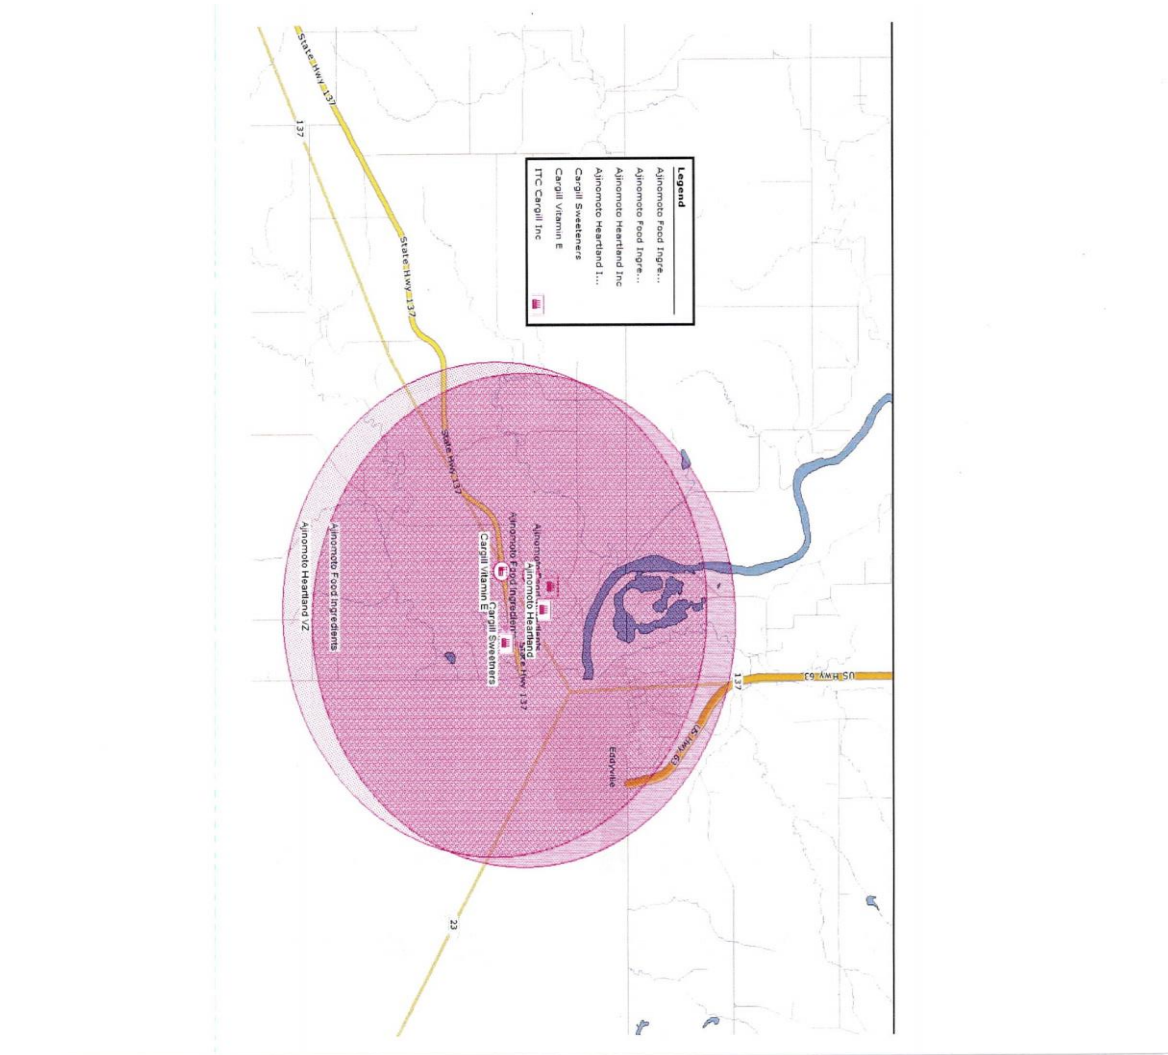 Legend
Ajinomoto Food Ingre...
Ajinomoto Food Ingre...
Ajinomoto Heartland Inc
Ajinomoto Heartland I...
Cargill Sweeteners
Cargill Vitamin E
ITC Cargill Inc
State Hwy 137
137
State Hwy 137
State Hwy 137
US Hwy 63
137
US Hwy 63
Eddyville
Ajinomoto Heartland
Ajinomoto Food Ingredien
State Hwy 137
Cargill Vitamin E
Cargill Sweetners
Ajinomoto Food Ingredients
Ajinomoto Heartland VZ
23